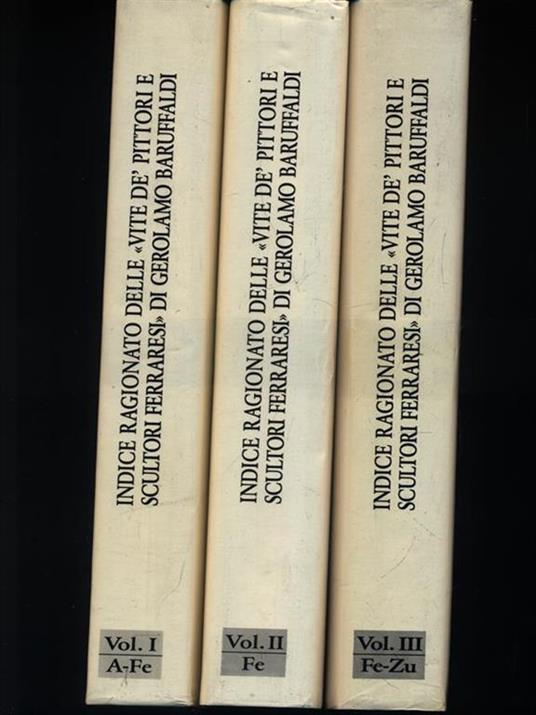 INDICE RAGIONATO DELLE «VITE DE' PITTORI E
SCULTORI FERRARESI» DI GEROLAMO BARUFFALDI
Vol. I
A-Fe
INDICE RAGIONATO DELLE «VITE DE' PITTORI E
SCULTORI FERRARESI» DI GEROLAMO BARUFFALDI
Vol. II
Fe
INDICE RAGIONATO DELLE «VITE DE' PITTORI E
SCULTORI FERRARESI» DI GEROLAMO BARUFFALDI
Vol. III
Fe-Zu